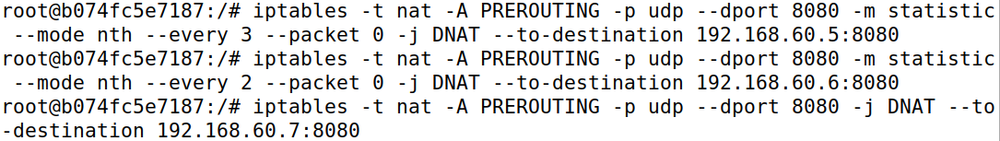 root@b074fc5e7187:/# iptables -t nat -A PREROUTING -p udp --dport 8080 -m statistic
 --mode nth --every 3 --packet 0 -j DNAT --to-destination 192.168.60.5:8080
root@b074fc5e7187:/# iptables -t nat -A PREROUTING -p udp --dport 8080 -m statistic
 --mode nth --every 2 --packet 0 -j DNAT --to-destination 192.168.60.6:8080
root@b074fc5e7187:/# iptables -t nat -A PREROUTING -p udp --dport 8080 -j DNAT --to
-destination 192.168.60.7:8080